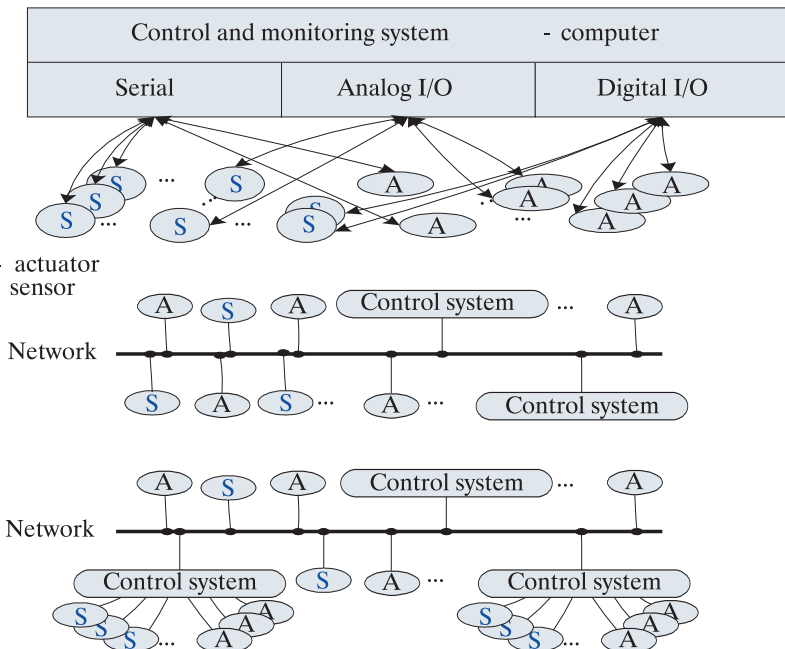 Control and monitoring system - computer
Serial Analog I/O Digital I/O
S ... S A A A
S S A A
S ... S ... S A ... A
- actuator
sensor
A S A Control system ... A
Network
S A S ... A ... Control system
A S A Control system ... A
Network
Control system S A ... Control system
S A S A
S A S A
S ... A S ... A